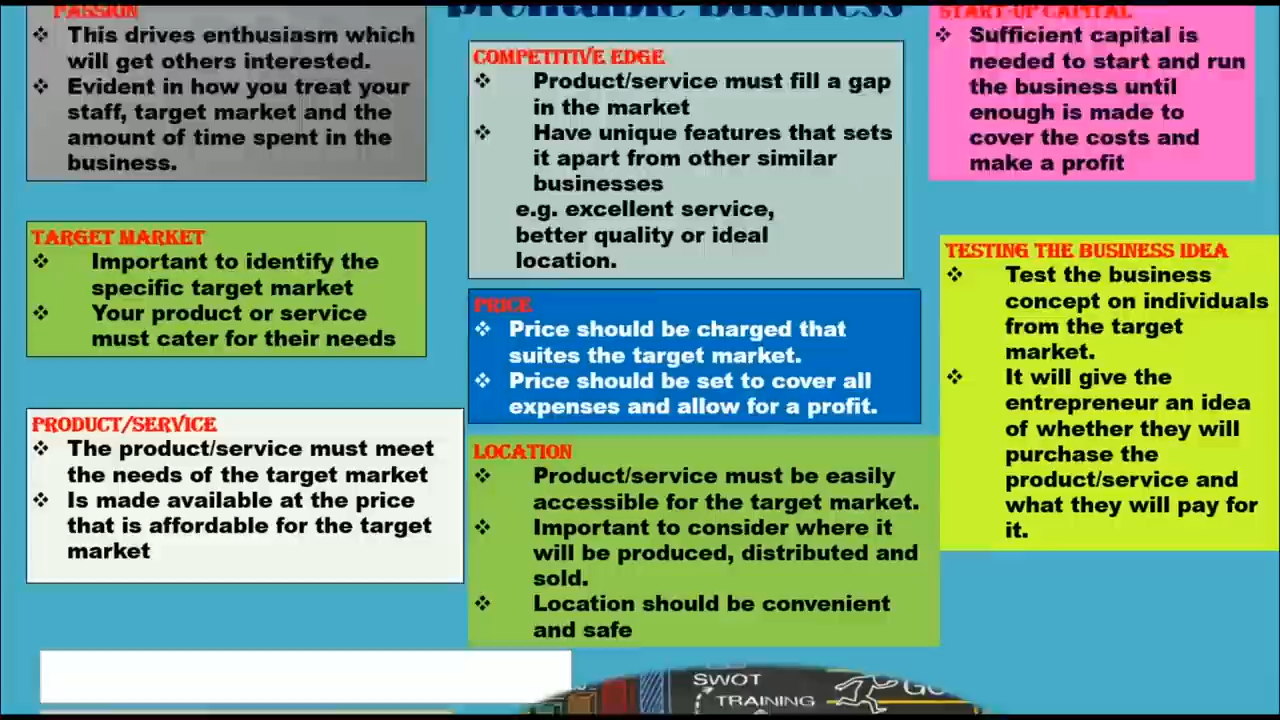 profitable business
PASSION
❖ This drives enthusiasm which
will get others interested.
❖ Evident in how you treat your
staff, target market and the
amount of time spent in the
business.
TARGET MARKET
❖ Important to identify the
specific target market
❖ Your product or service
must cater for their needs
PRODUCT/SERVICE
❖ The product/service must meet
the needs of the target market
❖ Is made available at the price
that is affordable for the target
market
COMPETITIVE EDGE
❖ Product/service must fill a gap
in the market
❖ Have unique features that sets
it apart from other similar
businesses
e.g. excellent service,
better quality or ideal
location.
PRICE
❖ Price should be charged that
suites the target market.
❖ Price should be set to cover all
expenses and allow for a profit.
LOCATION
❖ Product/service must be easily
accessible for the target market.
❖ Important to consider where it
will be produced, distributed and
sold.
❖ Location should be convenient
and safe
START-UP CAPITAL
❖ Sufficient capital is
needed to start and run
the business until
enough is made to
cover the costs and
make a profit
TESTING THE BUSINESS IDEA
❖ Test the business
concept on individuals
from the target
market.
❖ It will give the
entrepreneur an idea
of whether they will
purchase the
product/service and
what they will pay for
it.
SWOT
TRAINING